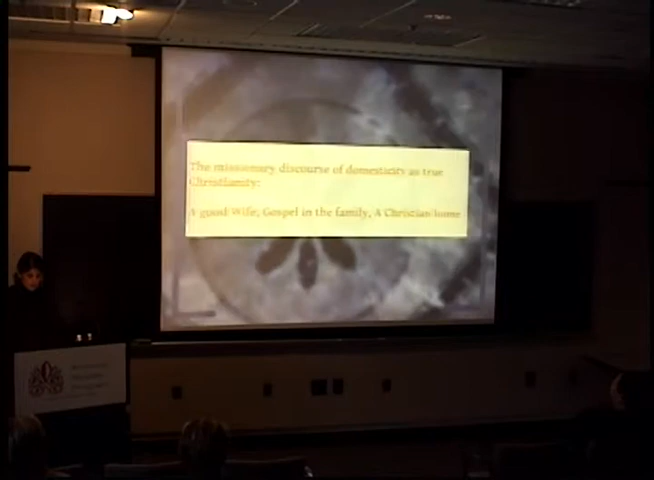 The missionary discourse of domesticity as true
Christianity:
A good Wife, Gospel in the family, A Christian home